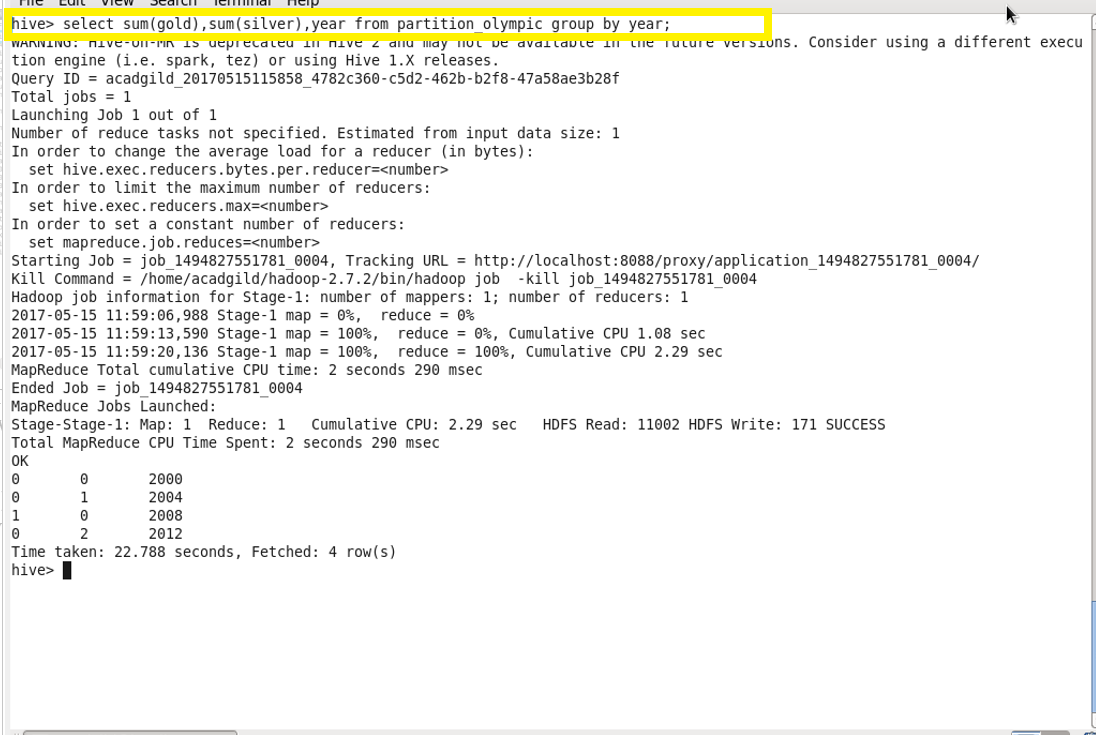 File Edit View Search Terminal Help
hive> select sum(gold),sum(silver),year from partition_olympic group by year;
WARNING: Hive-on-MR is deprecated in Hive 2 and may not be available in the future versions. Consider using a different execu
tion engine (i.e. spark, tez) or using Hive 1.X releases.
Query ID = acadgild_20170515115858_4782c360-c5d2-462b-b2f8-47a58ae3b28f
Total jobs = 1
Launching Job 1 out of 1
Number of reduce tasks not specified. Estimated from input data size: 1
In order to change the average load for a reducer (in bytes):
  set hive.exec.reducers.bytes.per.reducer=<number>
In order to limit the maximum number of reducers:
  set hive.exec.reducers.max=<number>
In order to set a constant number of reducers:
  set mapreduce.job.reduces=<number>
Starting Job = job_1494827551781_0004, Tracking URL = http://localhost:8088/proxy/application_1494827551781_0004/
Kill Command = /home/acadgild/hadoop-2.7.2/bin/hadoop job  -kill job_1494827551781_0004
Hadoop job information for Stage-1: number of mappers: 1; number of reducers: 1
2017-05-15 11:59:06,988 Stage-1 map = 0%,  reduce = 0%
2017-05-15 11:59:13,590 Stage-1 map = 100%,  reduce = 0%, Cumulative CPU 1.08 sec
2017-05-15 11:59:20,136 Stage-1 map = 100%,  reduce = 100%, Cumulative CPU 2.29 sec
MapReduce Total cumulative CPU time: 2 seconds 290 msec
Ended Job = job_1494827551781_0004
MapReduce Jobs Launched:
Stage-Stage-1: Map: 1  Reduce: 1   Cumulative CPU: 2.29 sec   HDFS Read: 11002 HDFS Write: 171 SUCCESS
Total MapReduce CPU Time Spent: 2 seconds 290 msec
OK
0	0	2000
0	1	2004
1	0	2008
0	2	2012
Time taken: 22.788 seconds, Fetched: 4 row(s)
hive>